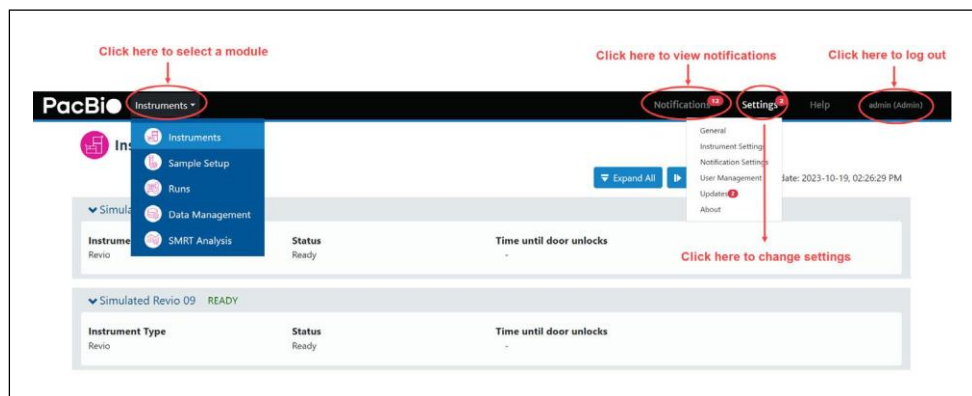 Click here to select a module
Click here to view notifications
Click here to log out
PacBi
Instruments
Notifications 12
Settings 2
Help
admin (Admin)
Ins
Instruments
Sample Setup
Runs
Data Management
SMRT Analysis
General
Instrument Settings
Notification Settings
User Management
Updates 2
About
Expand All
date: 2023-10-19, 02:26:29 PM
Simula
Instrume
Status
Time until door unlocks
Revio
Ready
-
Click here to change settings
Simulated Revio 09 READY
Instrument Type
Status
Time until door unlocks
Revio
Ready
-